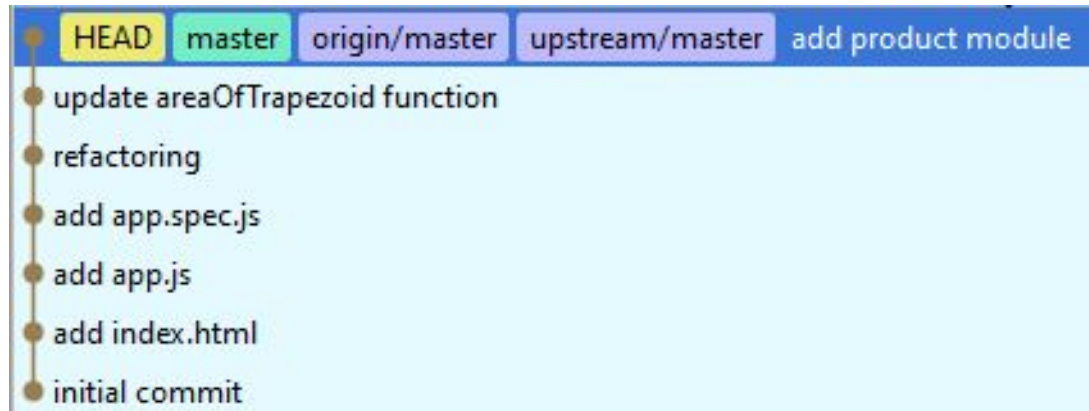 HEAD master origin/master upstream/master add product module
update areaOfTrapezoid function
refactoring
add app.spec.js
add app.js
add index.html
initial commit